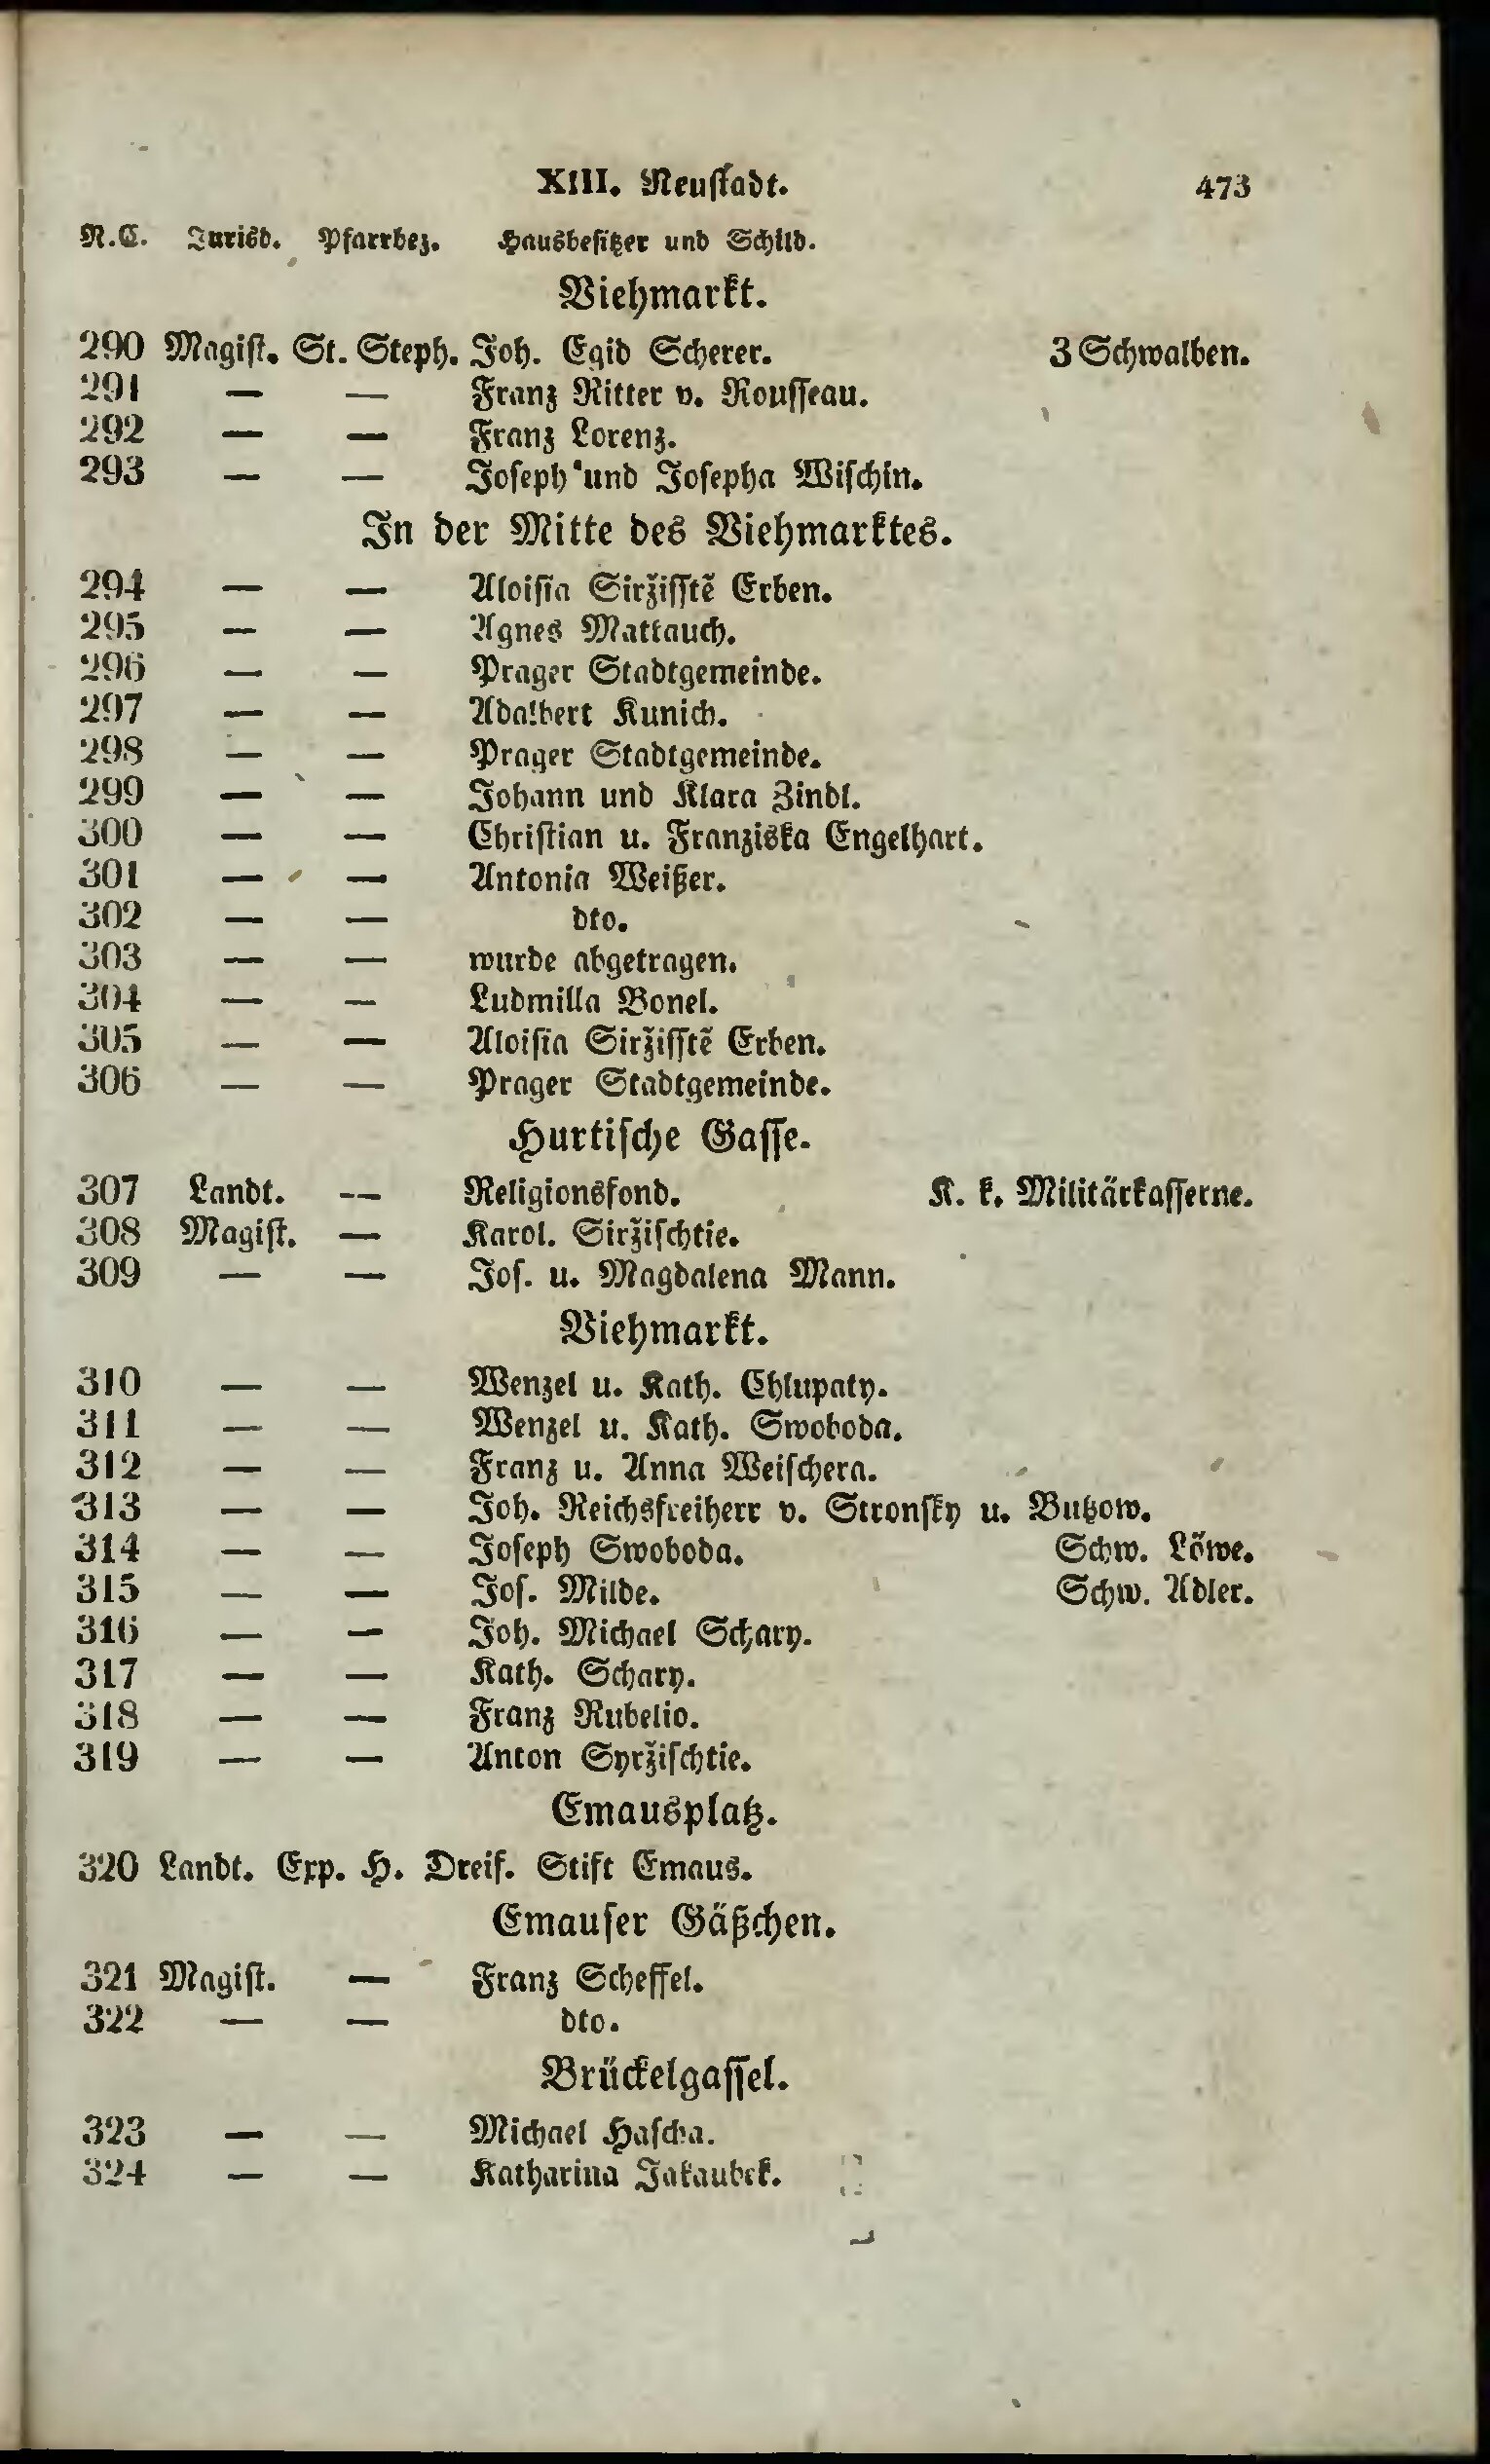 XIII. Neuſtadt. 473
N.C. Jurisd. Pfarrbez. Hausbeſitzer und Schild.
Viehmarkt.
290 Magiſt. St. Steph. Joh. Egid Scherer. 3 Schwalben.
291 — — Franz Ritter v. Rouſſeau.
292 — — Franz Lorenz.
293 — — Joſeph und Joſepha Wiſchin.
In der Mitte des Viehmarktes.
294 — — Aloiſia Siržiſſtĕ Erben.
295 — — Agnes Mattauch.
296 — — Prager Stadtgemeinde.
297 — — Adalbert Kunich.
298 — — Prager Stadtgemeinde.
299 — — Johann und Klara Zindl.
300 — — Chriſtian u. Franziska Engelhart.
301 — — Antonia Weißer.
302 — — dto.
303 — — wurde abgetragen.
304 — — Ludmilla Bonel.
305 — — Aloiſia Siržiſſtĕ Erben.
306 — — Prager Stadtgemeinde.
Hurtiſche Gaſſe.
307 Landt. — Religionsfond. K. k. Militärkaſſerne.
308 Magiſt. — Karol. Siržiſchtie.
309 — — Joſ. u. Magdalena Mann.
Viehmarkt.
310 — — Wenzel u. Kath. Chlupaty.
311 — — Wenzel u. Kath. Swoboda.
312 — — Franz u. Anna Weiſchera.
313 — — Joh. Reichsfreiherr v. Stronſky u. Butzow.
314 — — Joſeph Swoboda. Schw. Löwe.
315 — — Joſ. Milde. Schw. Adler.
316 — — Joh. Michael Schary.
317 — — Kath. Schary.
318 — — Franz Rubelio.
319 — — Anton Syržiſchtie.
Emausplatz.
320 Landt. Exp. H. Dreif. Stift Emaus.
Emauſer Gäßchen.
321 Magiſt. — Franz Scheffel.
322 — — dto.
Brückelgaſſel.
323 — — Michael Haſcha.
324 — — Katharina Jakaubek.